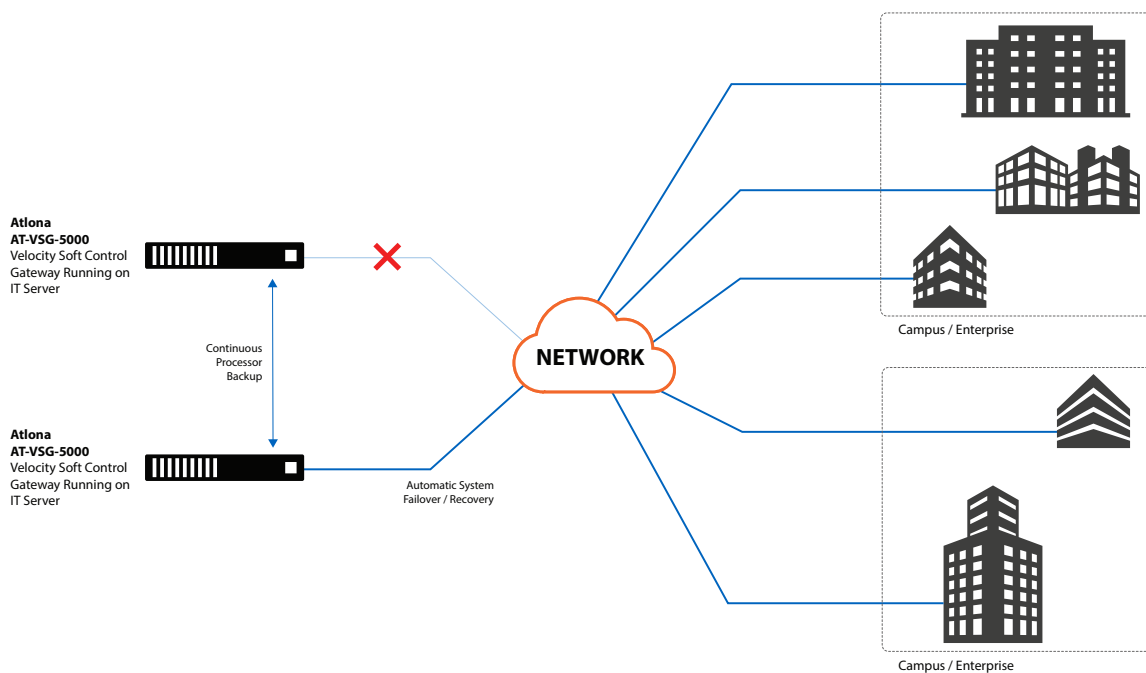 Atlona
AT-VSG-5000
Velocity Soft Control
Gateway Running on
IT Server
Continuous
Processor
Backup
Atlona
AT-VSG-5000
Velocity Soft Control
Gateway Running on
IT Server
Automatic System
Failover / Recovery
NETWORK
Campus / Enterprise
Campus / Enterprise